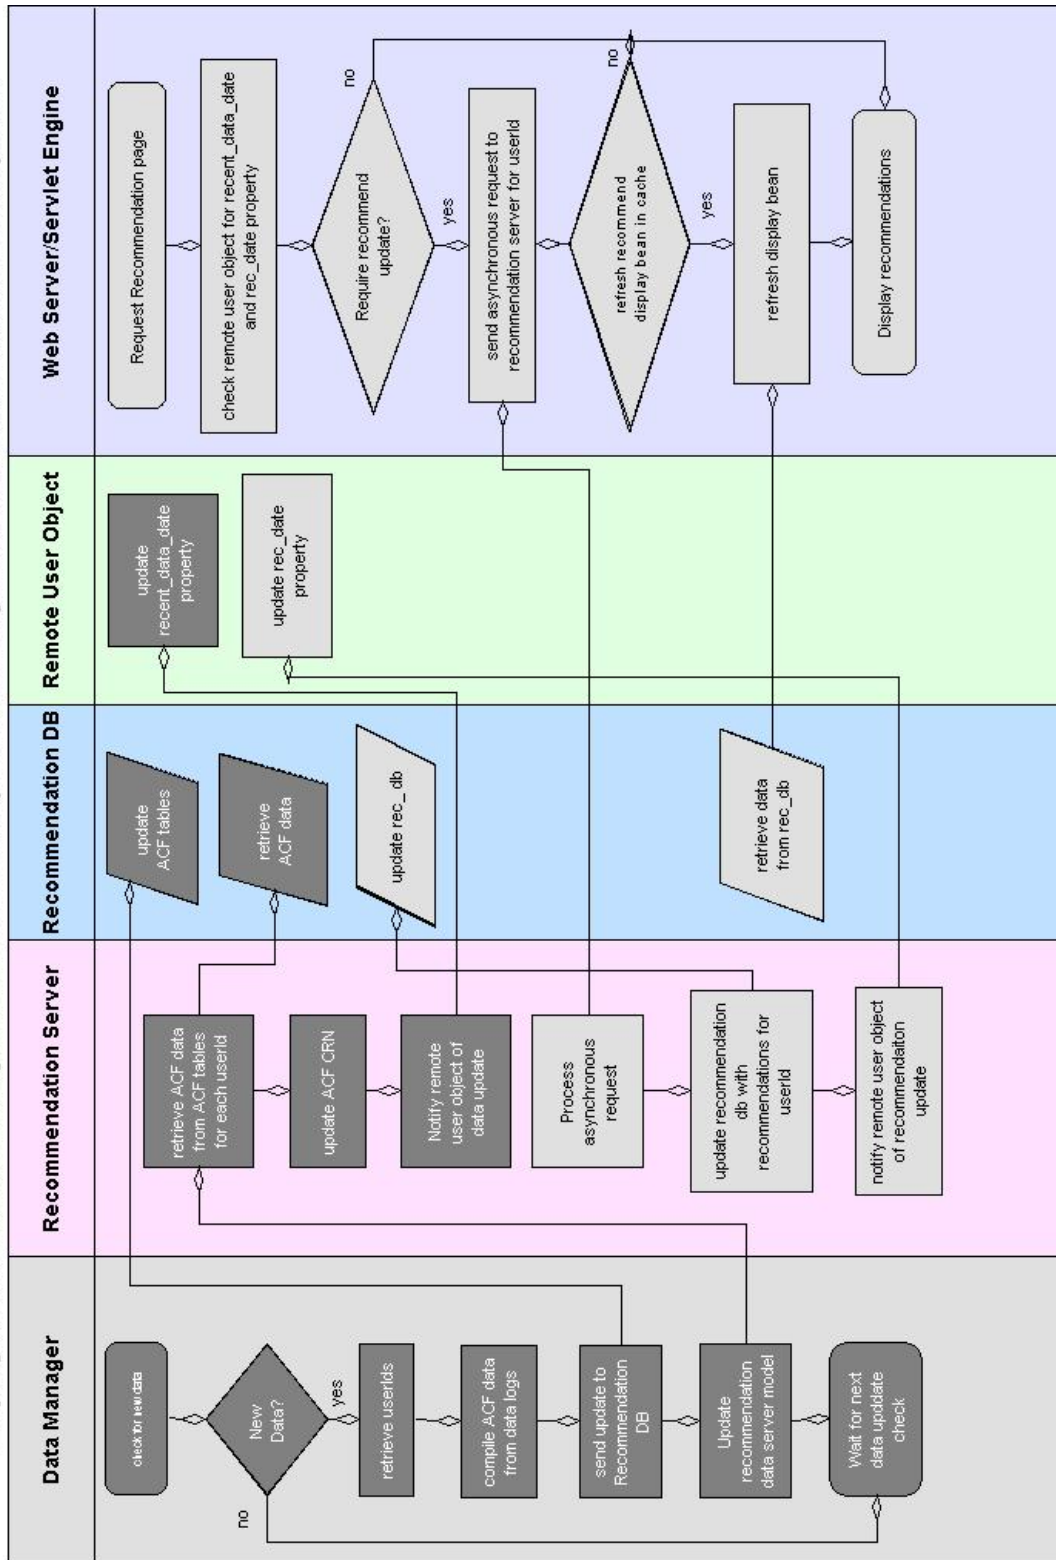 Data Manager
check for new data
New
Data?
no
yes
retrieve userIds
compile ACF data
from data logs
send update to
Recommendation
DB
Update
recommendation
data server model
Wait for next
data upddate
check
Recommendation Server
retrieve ACF data
from ACF tables
for each userId
update ACF CRN
Notify remote
user object of
data update
Process
asynchronous
request
update recommendation
db with
recommendations for
userId
notify remote user object
of recommendaiton
update
Recommendation DB
update
ACF tables
retrieve
ACF data
update rec_ db
retrieve data
from rec_db
Remote User Object
update
recent_data_date
property
update rec_date
property
Web Server/Servlet Engine
Request Recommendation page
check remote user object for recent_data_date
and rec_date property
Require recommend
update?
no
yes
send asynchronous request to
recommendation server for userId
refresh recommend
display bean in cache
no
yes
refresh display bean
Display recommendations